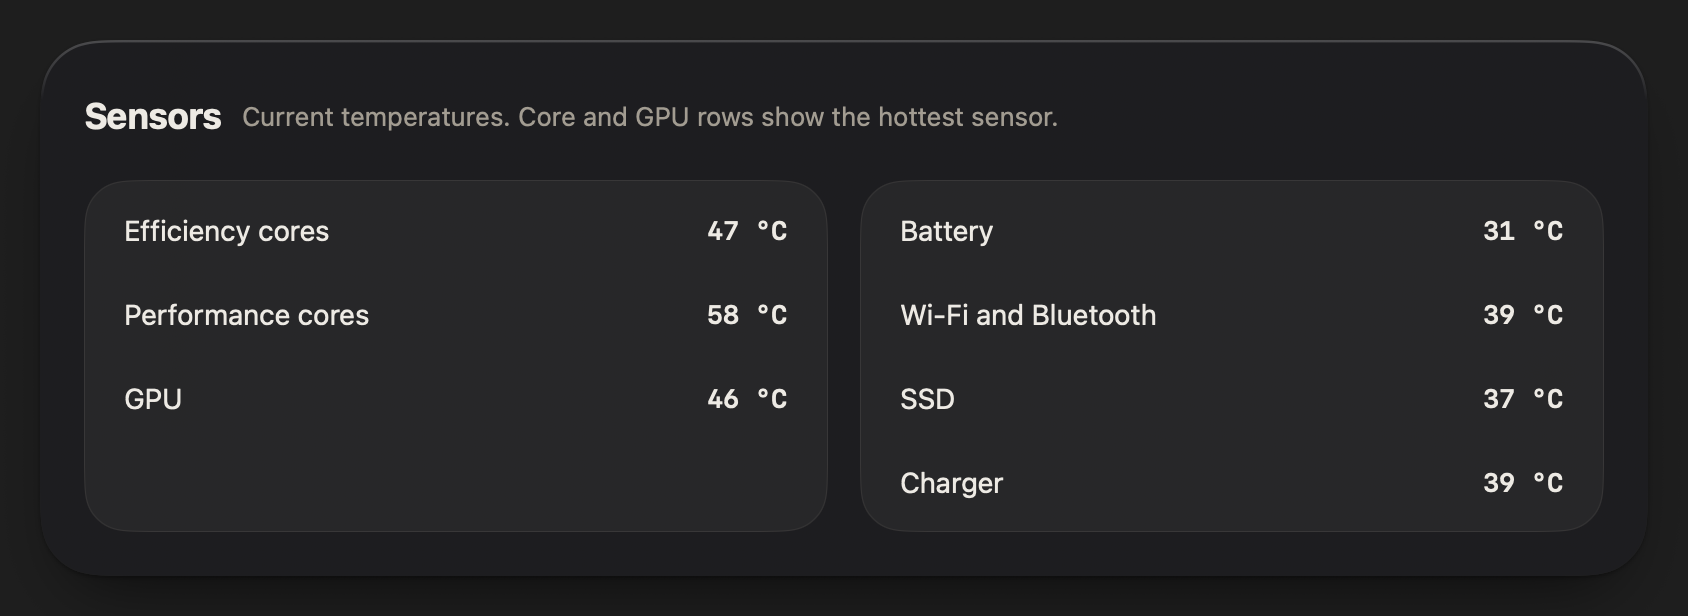 Sensors Current temperatures. Core and GPU rows show the hottest sensor.
Efficiency cores 47 °C
Performance cores 58 °C
GPU 46 °C
Battery 31 °C
Wi-Fi and Bluetooth 39 °C
SSD 37 °C
Charger 39 °C